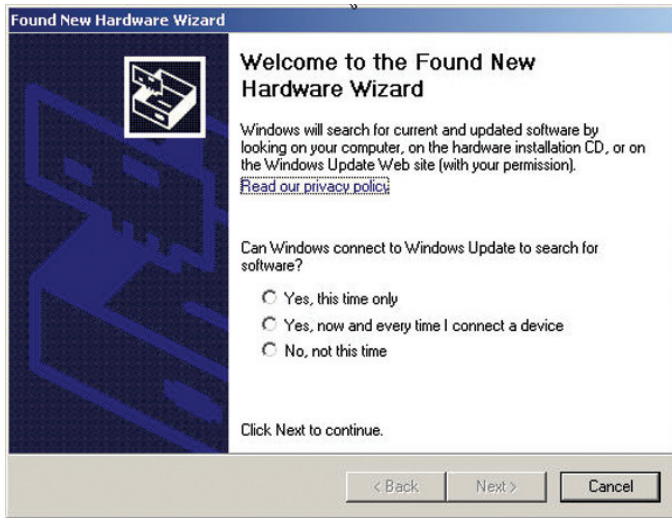 Found New Hardware Wizard
Welcome to the Found New
Hardware Wizard
Windows will search for current and updated software by
looking on your computer, on the hardware installation CD, or on
the Windows Update Web site (with your permission).
Read our privacy policy
Can Windows connect to Windows Update to search for
software?
Yes, this time only
Yes, now and every time I connect a device
No, not this time
Click Next to continue.
< Back
Next >
Cancel